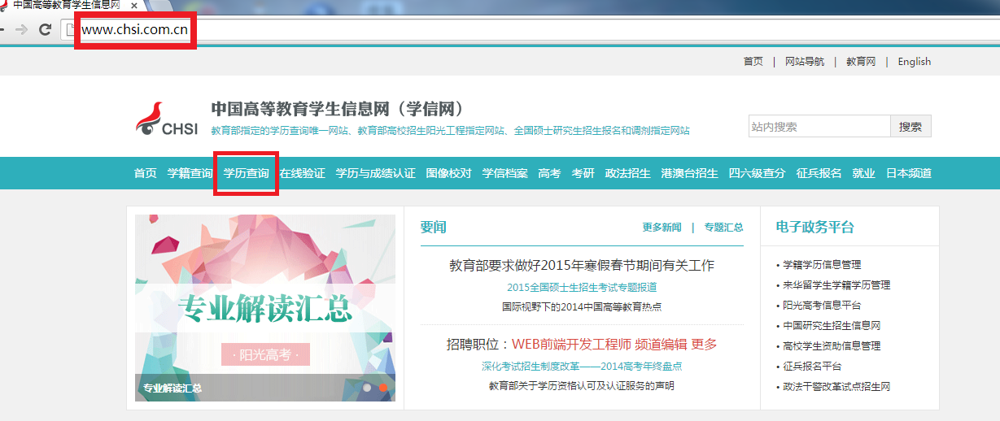 中国高等教育学生信息网
www.chsi.com.cn
首页 | 网站导航 | 教育网 | English
中国高等教育学生信息网（学信网）
CHSI
教育部指定的学历查询唯一网站、教育部高校招生阳光工程指定网站、全国硕士研究生招生报名和调剂指定网站
站内搜索 搜索
首页 学籍查询 学历查询 在线验证 学历与成绩认证 图像校对 学信档案 高考 考研 政法招生 港澳台招生 四六级查分 征兵报名 就业 日本频道
专业解读汇总
·阳光高考·
专业解读汇总
要闻 更多新闻 | 专题汇总
教育部要求做好2015年寒假春节期间有关工作
2015全国硕士生招生考试专题报道
国际视野下的2014中国高等教育热点
招聘职位：WEB前端开发工程师 频道编辑 更多
深化考试招生制度改革——2014高考年终盘点
教育部关于学历资格认可及认证服务的声明
电子政务平台
• 学籍学历信息管理
• 来华留学生学籍学历管理
• 阳光高考信息平台
• 中国研究生招生信息网
• 高校学生资助信息管理
• 征兵报名平台
• 政法干警改革试点招生网